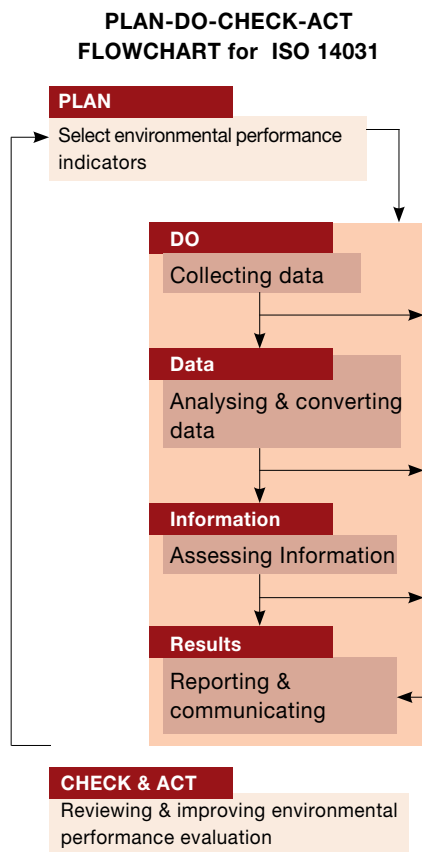 PLAN-DO-CHECK-ACT
FLOWCHART for ISO 14031
PLAN
Select environmental performance
indicators
DO
Collecting data
Data
Analysing & converting
data
Information
Assessing Information
Results
Reporting &
communicating
CHECK & ACT
Reviewing & improving environmental
performance evaluation